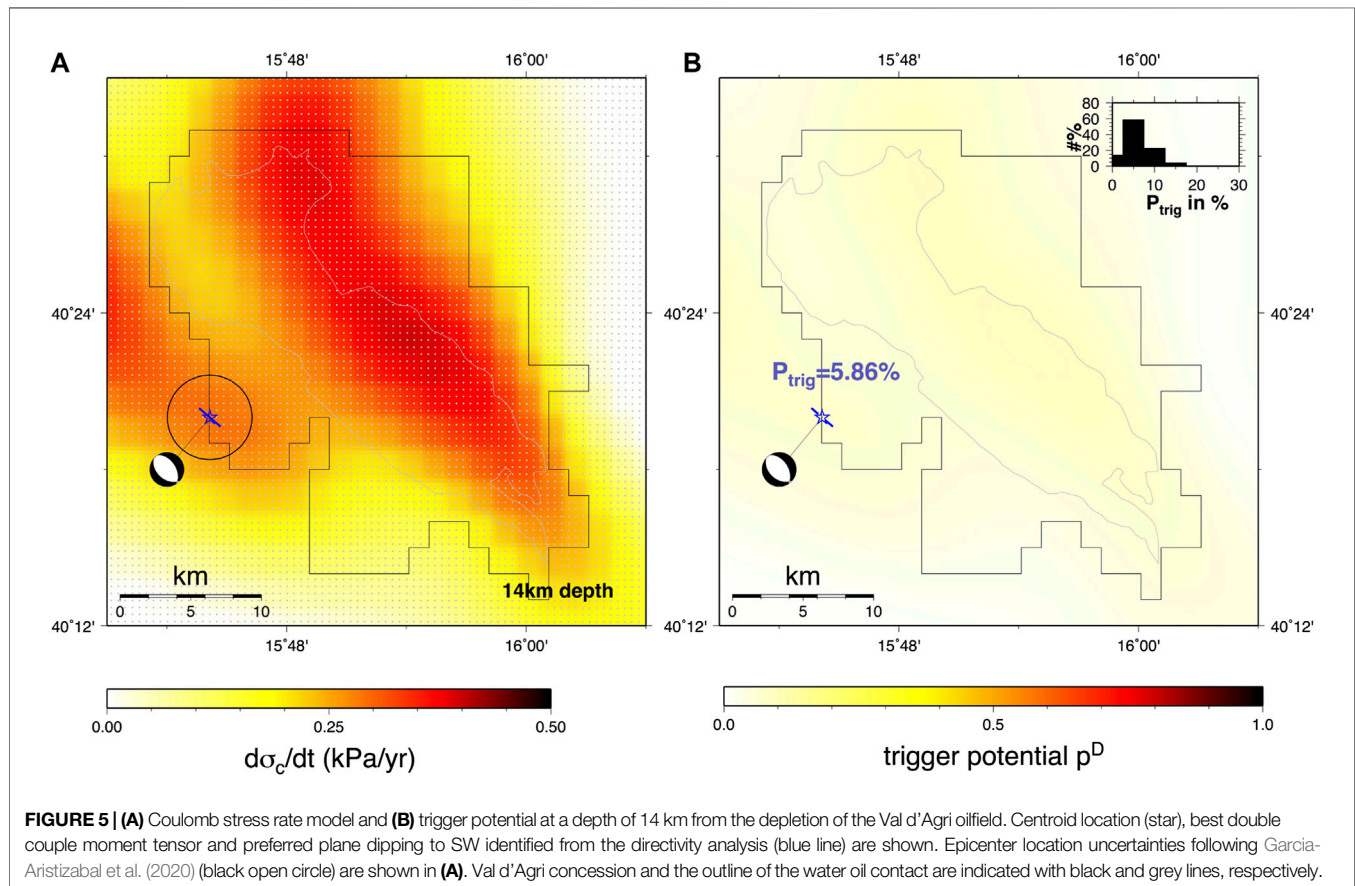 A
B
15˚48' 16˚00'
15˚48' 16˚00'
40˚24'
40˚12'
14km depth
km
0 5 10
15˚48' 16˚00'
0.00 0.25 0.50
dσc/dt (kPa/yr)
80
60
40
20
0
#%
0 10 20 30
Ptrig in %
Ptrig=5.86%
40˚24'
40˚12'
km
0 5 10
15˚48' 16˚00'
0.0 0.5 1.0
trigger potential pD
FIGURE 5 | (A) Coulomb stress rate model and (B) trigger potential at a depth of 14 km from the depletion of the Val d’Agri oilfield. Centroid location (star), best double
couple moment tensor and preferred plane dipping to SW identified from the directivity analysis (blue line) are shown. Epicenter location uncertainties following Garcia-
Aristizabal et al. (2020) (black open circle) are shown in (A). Val d’Agri concession and the outline of the water oil contact are indicated with black and grey lines, respectively.